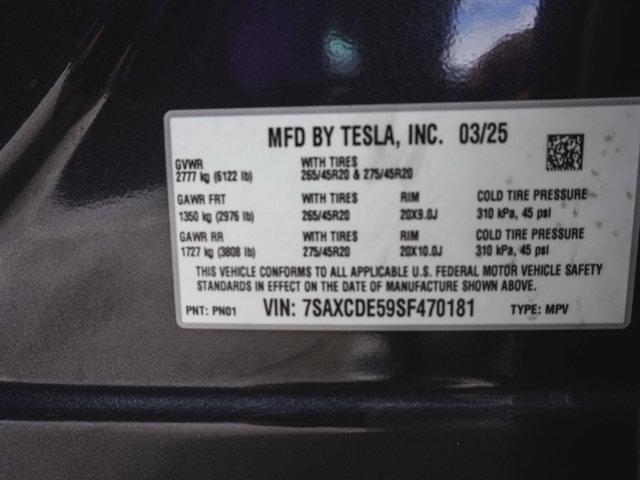 MFD BY TESLA, INC. 03/25
GVWR WITH TIRES
2777 kg (6122 lb) 265/45R20 & 275/45R20
GAWR FRT WITH TIRES RIM COLD TIRE PRESSURE
1350 kg (2976 lb) 265/45R20 20X9.0J 310 kPa, 45 psi
GAWR RR WITH TIRES RIM COLD TIRE PRESSURE
1727 kg (3808 lb) 275/45R20 20X10.0J 310 kPa, 45 psi
THIS VEHICLE CONFORMS TO ALL APPLICABLE U.S. FEDERAL MOTOR VEHICLE SAFETY
STANDARDS IN EFFECT ON THE DATE OF MANUFACTURE SHOWN ABOVE.
PNT: PN01 VIN: 7SAXCDE59SF470181 TYPE: MPV